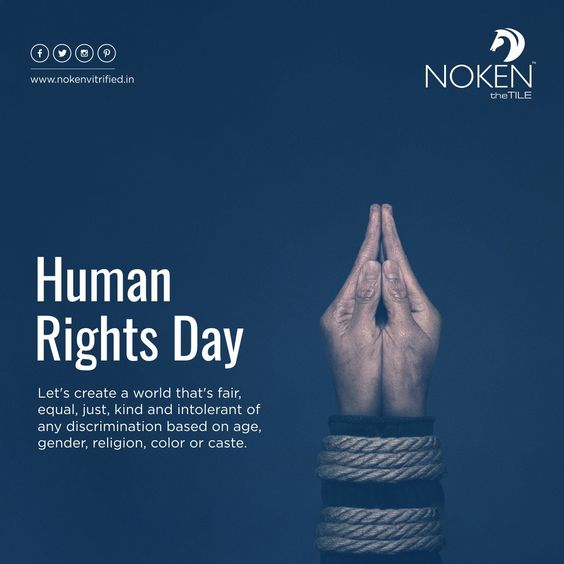 www.nokenvitrified.in
NOKEN™
theTILE
Human
Rights Day
Let's create a world that's fair,
equal, just, kind and intolerant of
any discrimination based on age,
gender, religion, color or caste.